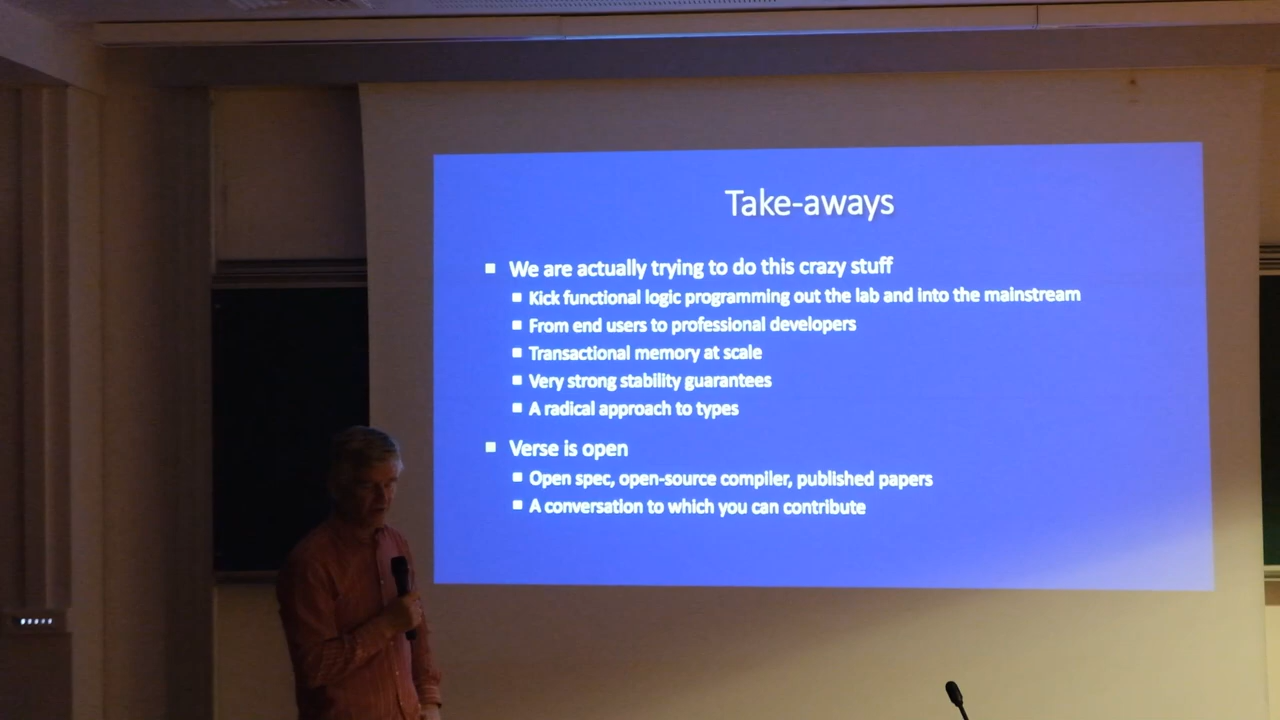 Take-aways
We are actually trying to do this crazy stuff
Kick functional logic programming out the lab and into the mainstream
From end users to professional developers
Transactional memory at scale
Very strong stability guarantees
A radical approach to types
Verse is open
Open spec, open-source compiler, published papers
A conversation to which you can contribute